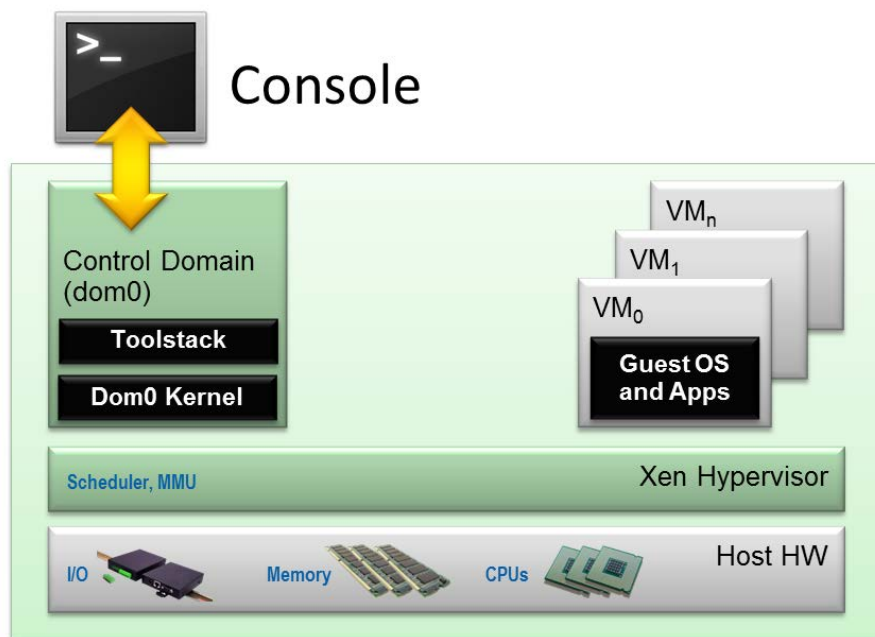 >_
Console
Control Domain
(dom0)
Toolstack
Dom0 Kernel
VMn
VM1
VM0
Guest OS
and Apps
Scheduler, MMU
Xen Hypervisor
I/O
Memory
CPUs
Host HW